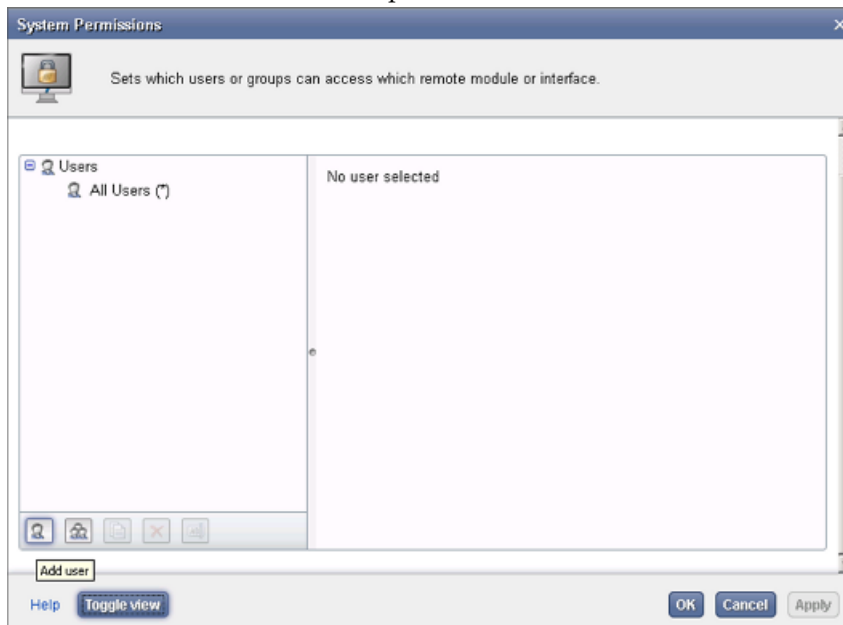 System Permissions
Sets which users or groups can access which remote module or interface.
Users
All Users (*)
No user selected
Add user
Help Toggle view OK Cancel Apply